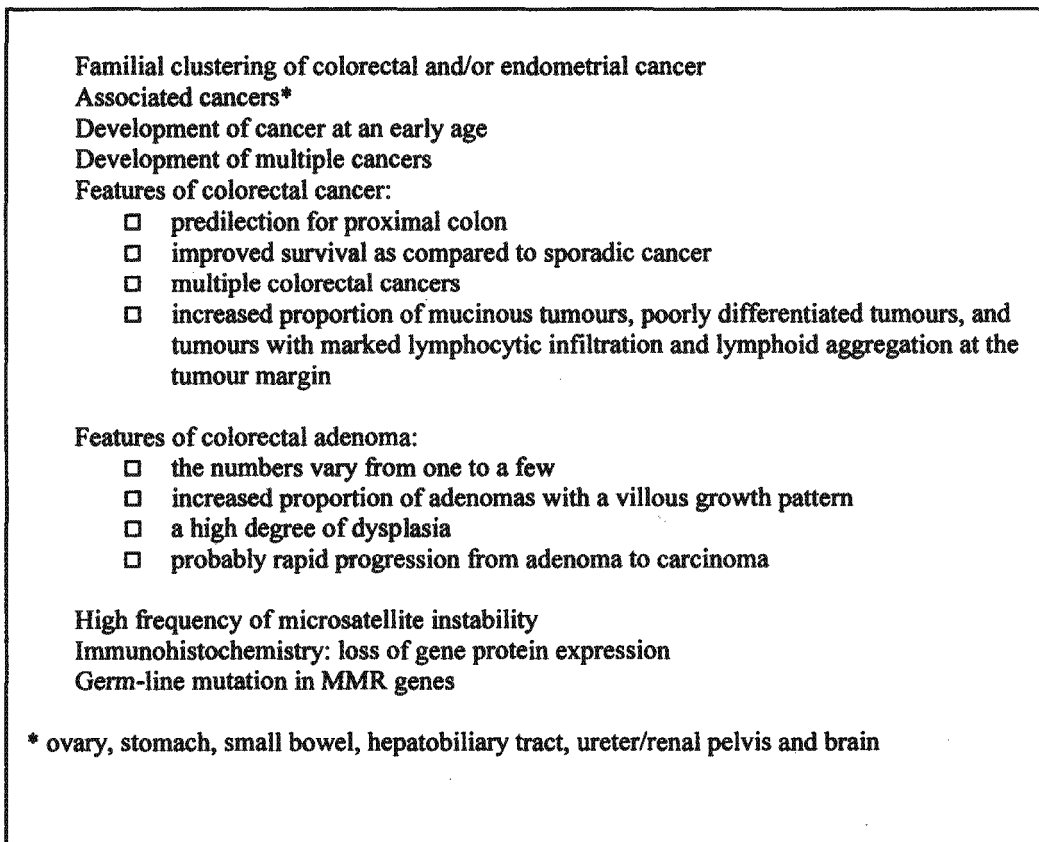 Familial clustering of colorectal and/or endometrial cancer
Associated cancers*
Development of cancer at an early age
Development of multiple cancers
Features of colorectal cancer:
□ predilection for proximal colon
□ improved survival as compared to sporadic cancer
□ multiple colorectal cancers
□ increased proportion of mucinous tumours, poorly differentiated tumours, and
tumours with marked lymphocytic infiltration and lymphoid aggregation at the
tumour margin
Features of colorectal adenoma:
□ the numbers vary from one to a few
□ increased proportion of adenomas with a villous growth pattern
□ a high degree of dysplasia
□ probably rapid progression from adenoma to carcinoma
High frequency of microsatellite instability
Immunohistochemistry: loss of gene protein expression
Germ-line mutation in MMR genes
* ovary, stomach, small bowel, hepatobiliary tract, ureter/renal pelvis and brain